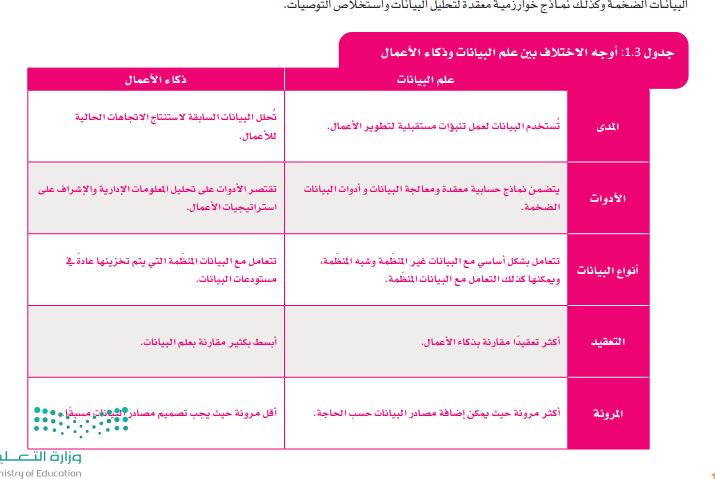 البيانات الضخمة وكذلك نماذج خوارزمية معقدة لتحليل البيانات واستخلاص التوصيات.
جدول 1.3: أوجه الاختلاف بين علم البيانات وذكاء الأعمال
علم البيانات
ذكاء الأعمال
المدى
تُستخدم البيانات لعمل تنبؤات مستقبلية لتطوير الأعمال.
تُحلل البيانات السابقة لاستنتاج الاتجاهات الحالية
للأعمال.
الأدوات
يتضمن نماذج حسابية معقدة ومعالجة البيانات و أدوات البيانات
الضخمة.
تقتصر الأدوات على تحليل المعلومات الإدارية والإشراف على
استراتيجيات الأعمال.
أنواع البيانات
تتعامل بشكل أساسي مع البيانات غير المنظّمة وشبه المنظّمة،
ويمكنها كذلك التعامل مع البيانات المنظّمة.
تتعامل مع البيانات المنظّمة التي يتم تخزينها عادةً في
مستودعات البيانات.
التعقيد
أكثر تعقيدًا مقارنة بذكاء الأعمال.
أبسط بكثير مقارنة بعلم البيانات.
المرونة
أكثر مرونة حيث يمكن إضافة مصادر البيانات حسب الحاجة.
أقل مرونة حيث يجب تصميم مصادر البيانات مسبقًا.
وزارة التعلي
nistry of Education
1